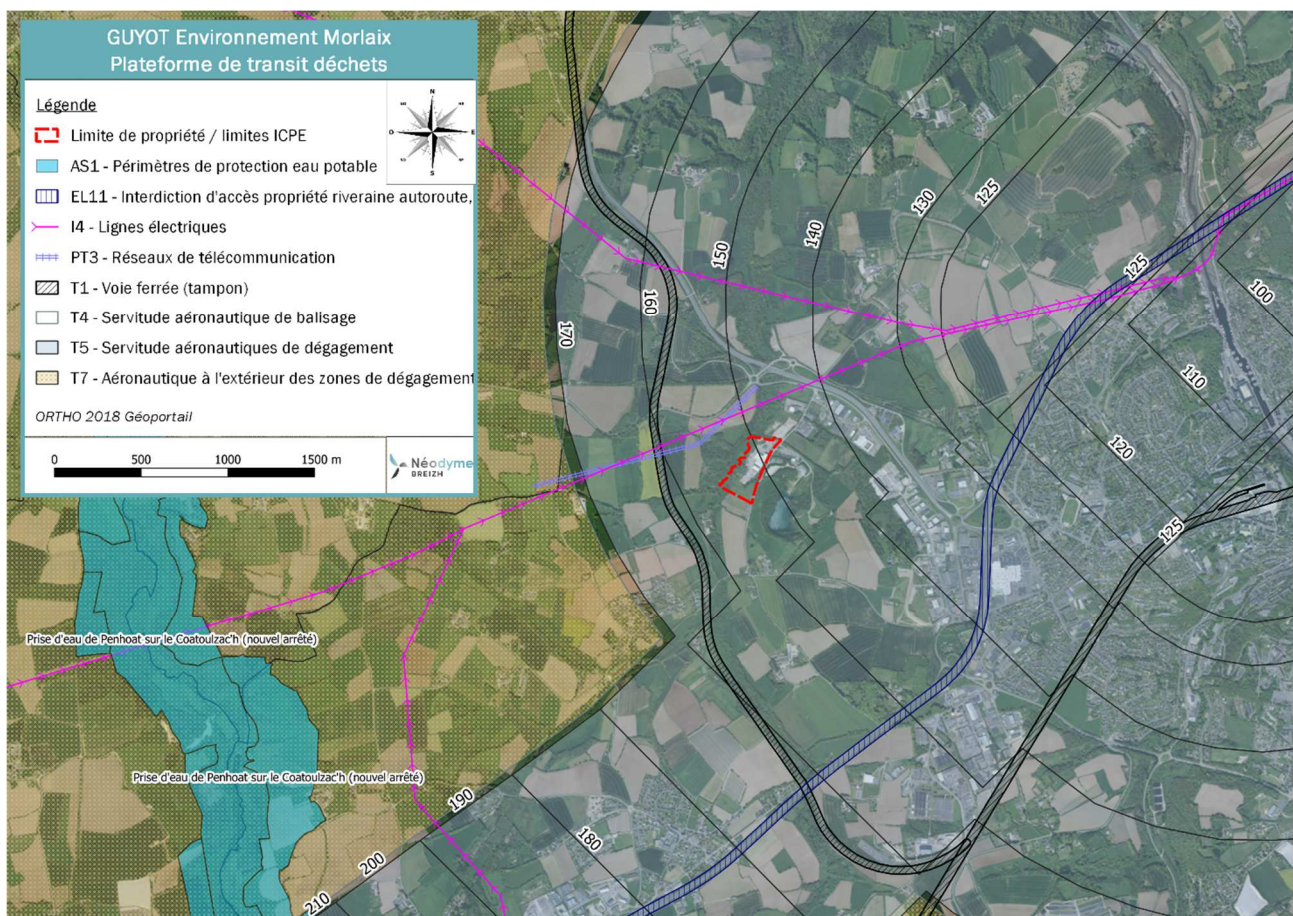 GUYOT Environnement Morlaix
Plateforme de transit déchets
Légende
N
O
E
S
Limite de propriété / limites ICPE
AS1 - Périmètres de protection eau potable
EL11 - Interdiction d'accès propriété riveraine autoroute,
I4 - Lignes électriques
PT3 - Réseaux de télécommunication
T1 - Voie ferrée (tampon)
T4 - Servitude aéronautique de balisage
T5 - Servitude aéronautiques de dégagement
T7 - Aéronautique à l'extérieur des zones de dégagement
ORTHO 2018 Géoportail
0 500 1000 1500 m
Néodyme
BREIZH
170
160
150
140
130
125
125
100
110
120
125
Prise d'eau de Penhoat sur le Coatoulzac'h (nouvel arrêté)
Prise d'eau de Penhoat sur le Coatoulzac'h (nouvel arrêté)
190
180
200
210